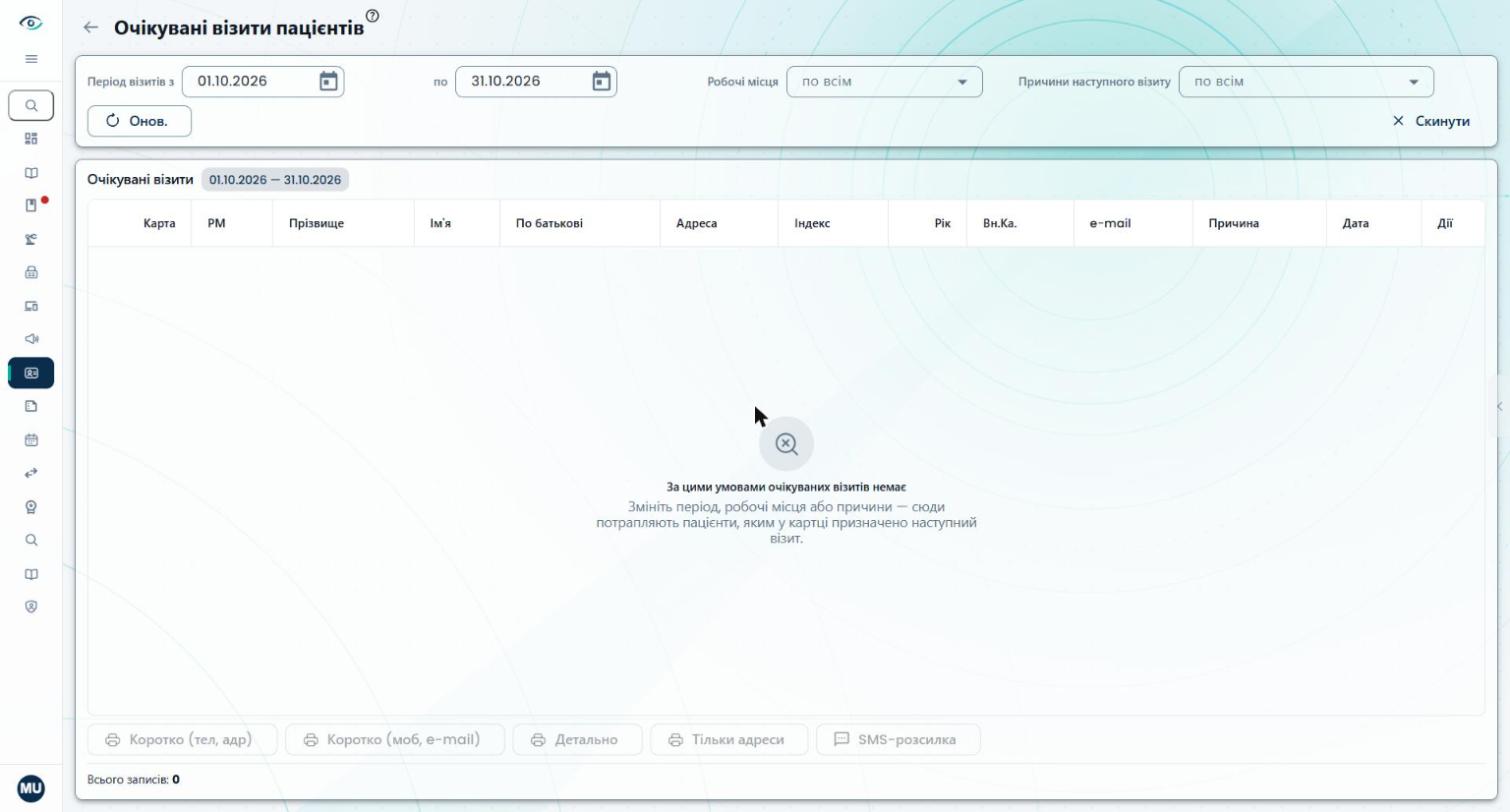 Очікувані візити пацієнтів
Період візитів з 01.10.2026 по 31.10.2026 Робочі місця по всім Причини наступного візиту по всім
Онов. Скинути
Очікувані візити 01.10.2026 — 31.10.2026
Карта РМ Прізвище Ім'я По батькові Адреса Індекс Рік Вн.Ка. e-mail Причина Дата Дії
За цими умовами очікуваних візитів немає
Змініть період, робочі місця або причини — сюди
потрапляють пацієнти, яким у картці призначено наступний
візит.
Коротко (тел, адр) Коротко (моб, e-mail) Детально Тільки адреси SMS-розсилка
Всього записів: 0
MU